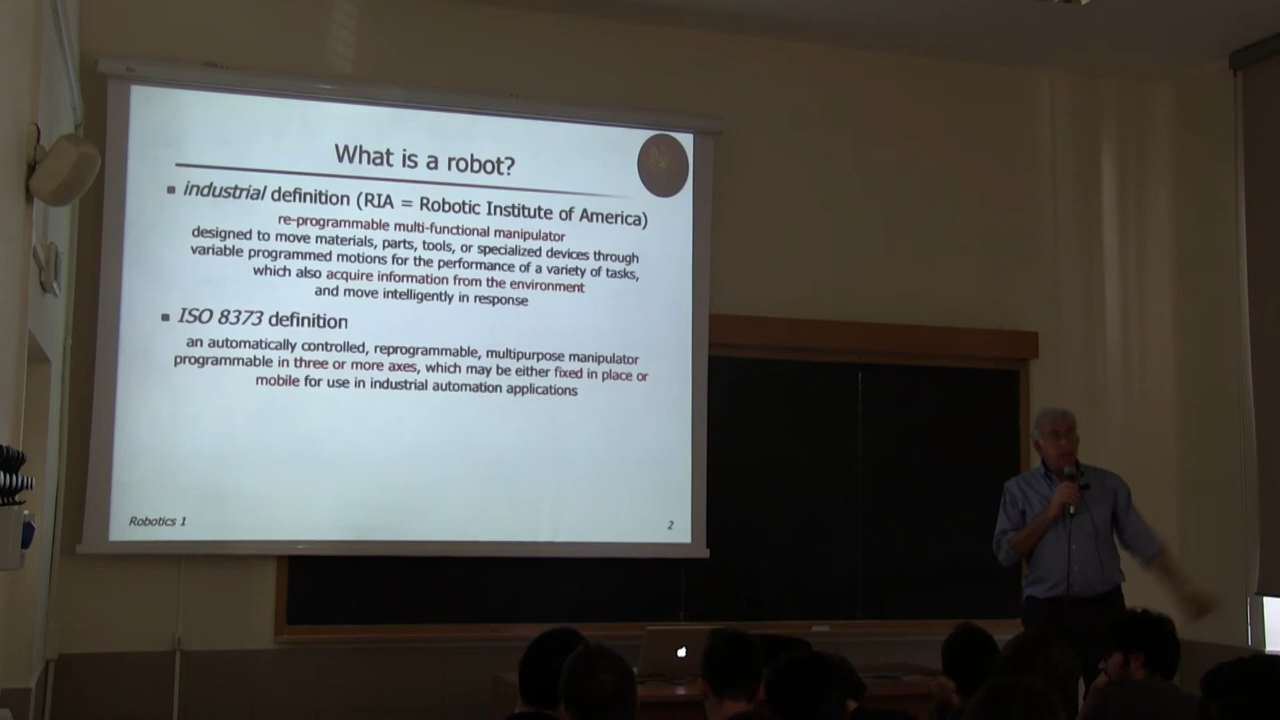 What is a robot?
industrial definition (RIA = Robotic Institute of America)
re-programmable multi-functional manipulator
designed to move materials, parts, tools, or specialized devices through
variable programmed motions for the performance of a variety of tasks,
which also acquire information from the environment
and move intelligently in response
ISO 8373 definition
an automatically controlled, reprogrammable, multipurpose manipulator
programmable in three or more axes, which may be either fixed in place or
mobile for use in industrial automation applications
Robotics 1
2